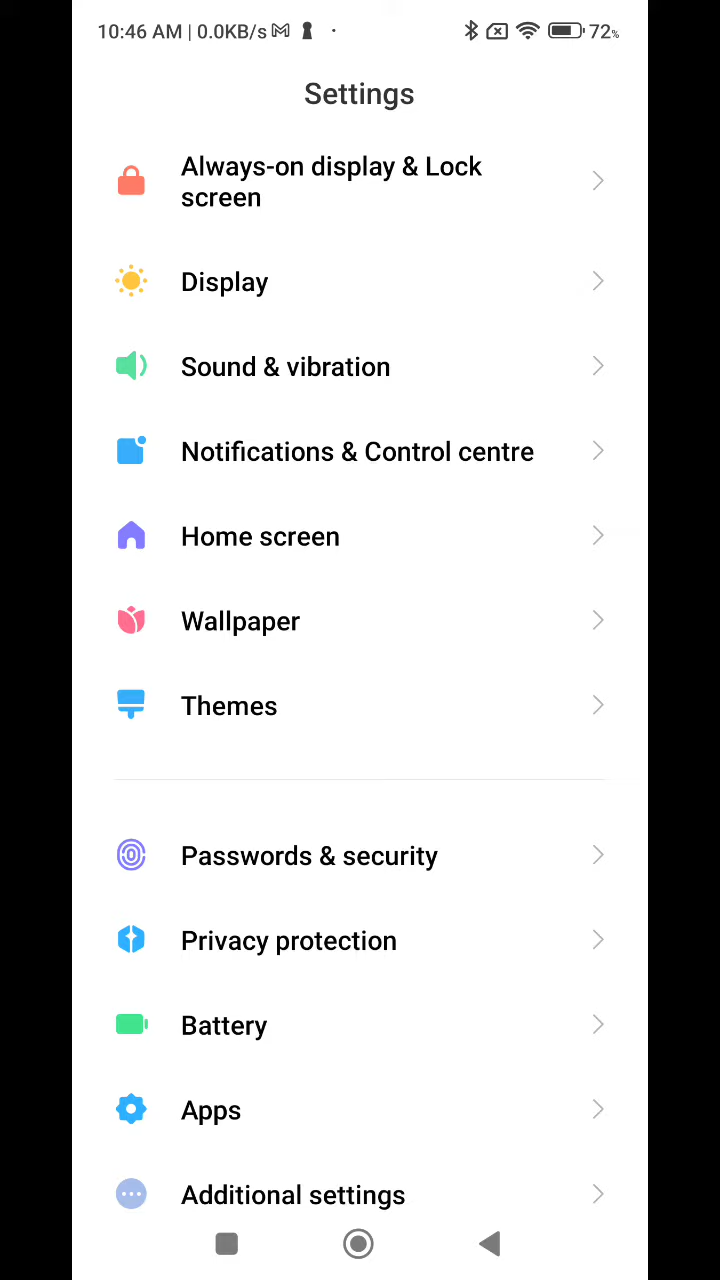 10:46 AM | 0.0KB/s 72%
Settings
Always-on display & Lock
screen
Display
Sound & vibration
Notifications & Control centre
Home screen
Wallpaper
Themes
Passwords & security
Privacy protection
Battery
Apps
Additional settings